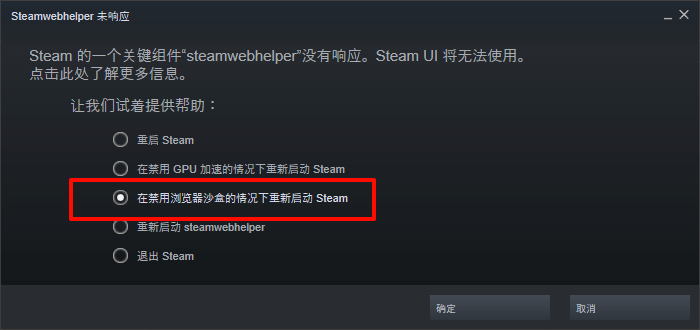 Steamwebhelper 未响应
Steam 的一个关键组件“steamwebhelper”没有响应。Steam UI 将无法使用。
点击此处了解更多信息。
让我们试着提供帮助：
重启 Steam
在禁用 GPU 加速的情况下重新启动 Steam
在禁用浏览器沙盒的情况下重新启动 Steam
重新启动 steamwebhelper
退出 Steam
确定
取消